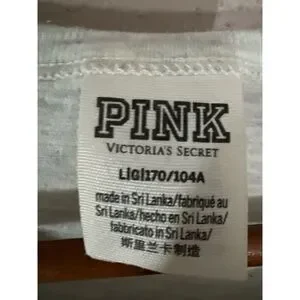 PINK
VICTORIA'S SECRET
L|G|170/104A
made in Sri Lanka/fabriqué au
Sri Lanka/hecho en Sri Lanka/
fabbricato in Sri Lanka/
斯里兰卡制造